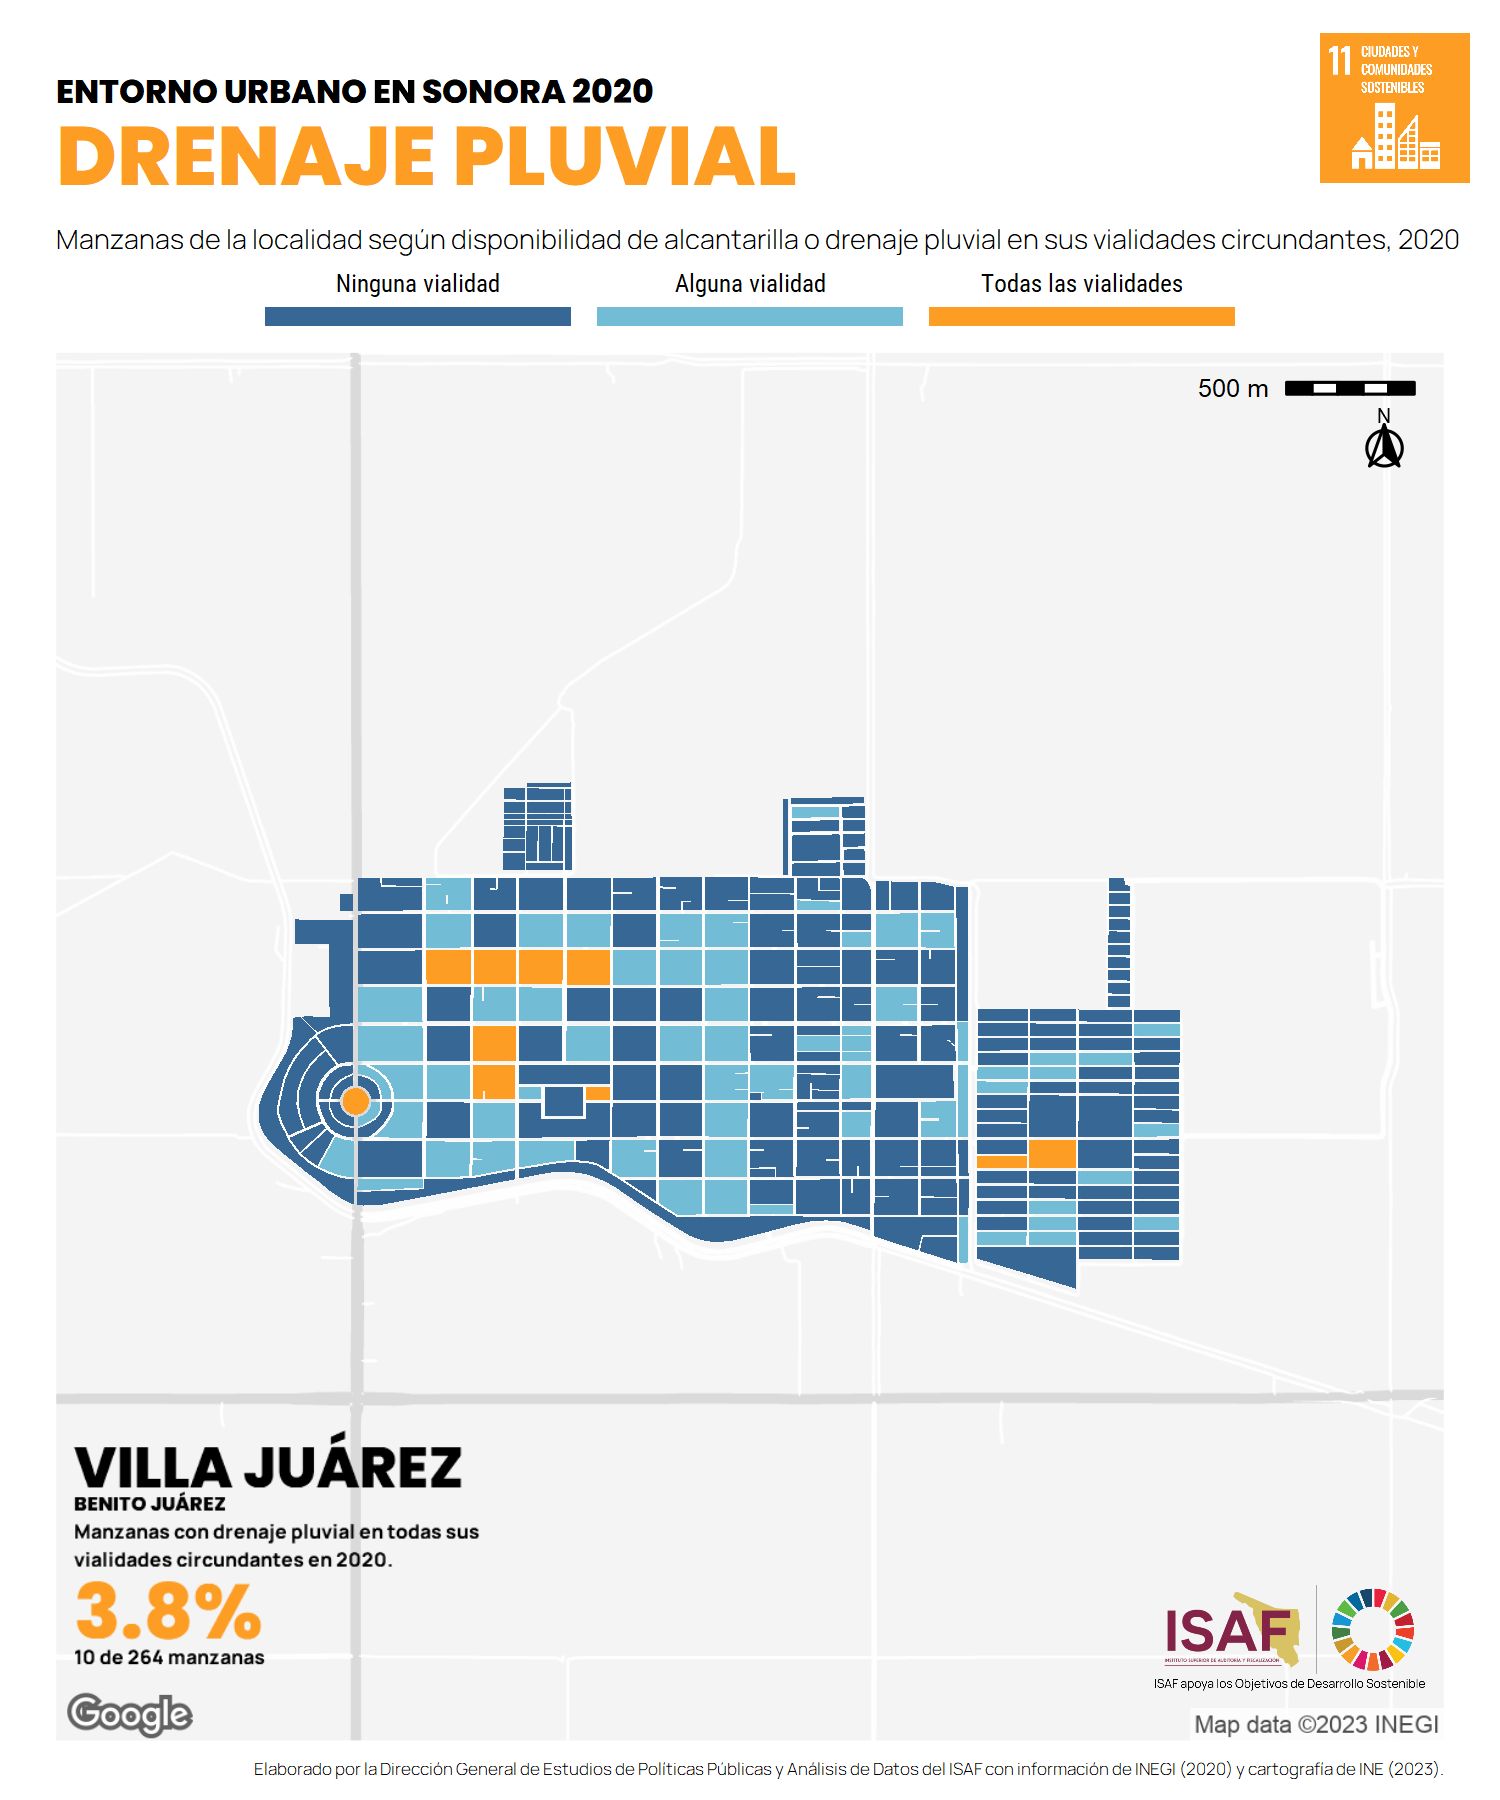 11 CIUDADES Y
COMUNIDADES
SOSTENIBLES
ENTORNO URBANO EN SONORA 2020
DRENAJE PLUVIAL
Manzanas de la localidad según disponibilidad de alcantarilla o drenaje pluvial en sus vialidades circundantes, 2020
Ninguna vialidad Alguna vialidad Todas las vialidades
500 m
N
VILLA JUÁREZ
BENITO JUÁREZ
Manzanas con drenaje pluvial en todas sus
vialidades circundantes en 2020.
3.8%
10 de 264 manzanas
ISAF
INSTITUTO SUPERIOR DE AUDITORÍA Y FISCALIZACIÓN
ISAF apoya los Objetivos de Desarrollo Sostenible
Google
Map data ©2023 INEGI
Elaborado por la Dirección General de Estudios de Políticas Públicas y Análisis de Datos del ISAF con información de INEGI (2020) y cartografía de INE (2023).